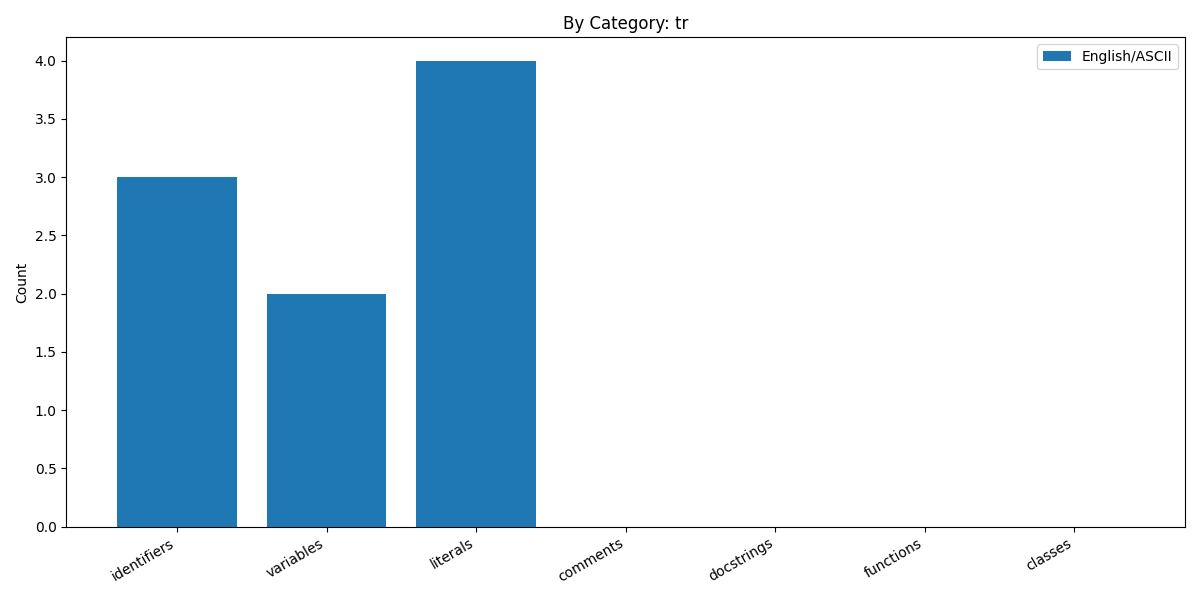 By Category: tr
English/ASCII
Count
4.0
3.5
3.0
2.5
2.0
1.5
1.0
0.5
0.0
identifiers
variables
literals
comments
docstrings
functions
classes